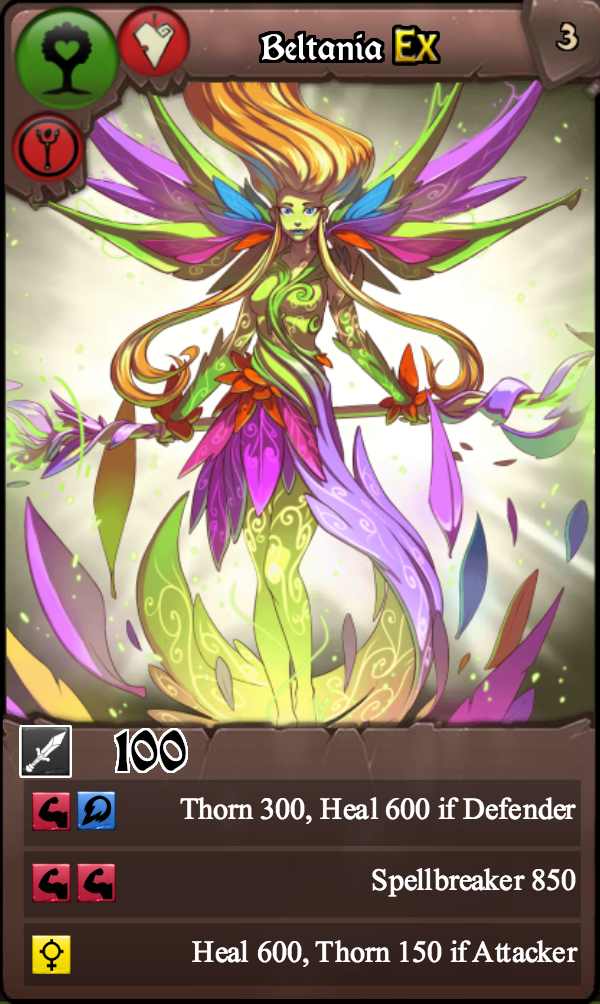 Beltania Ex
3
100
Thorn 300, Heal 600 if Defender
Spellbreaker 850
Heal 600, Thorn 150 if Attacker